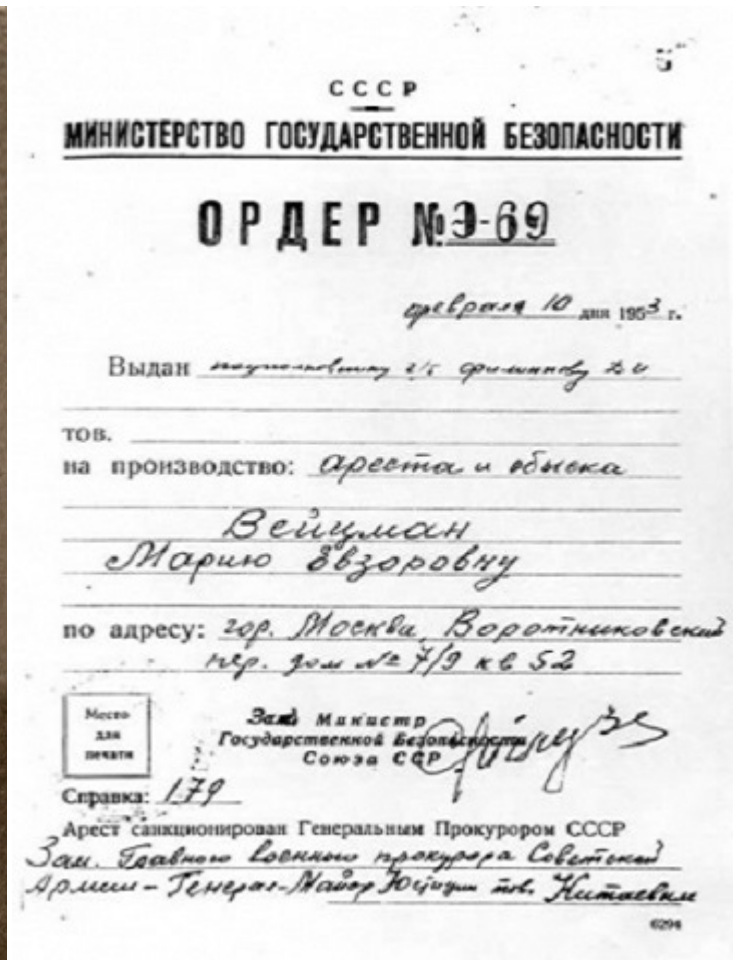 5
СССР
МИНИСТЕРСТВО ГОСУДАРСТВЕННОЙ БЕЗОПАСНОСТИ
ОРДЕР № Э-69
февраля 10 дня 1953 г.
Выдан подполковнику г/б
тов.
на производство: ареста и обыска
Вейцман
Марию Евзоровну
по адресу: гор. Москва, Воротниковский
пер. дом № 7/9 кв 52
Место
для
печати
Зам Министр
Государственной Безопасности
Союза ССР
Справка: 179
Арест санкционирован Генеральным Прокурором СССР
Зам. Главного военного прокурора Советской
Армии - Генерал-Майор Юстиции тов. Китаевым
6294